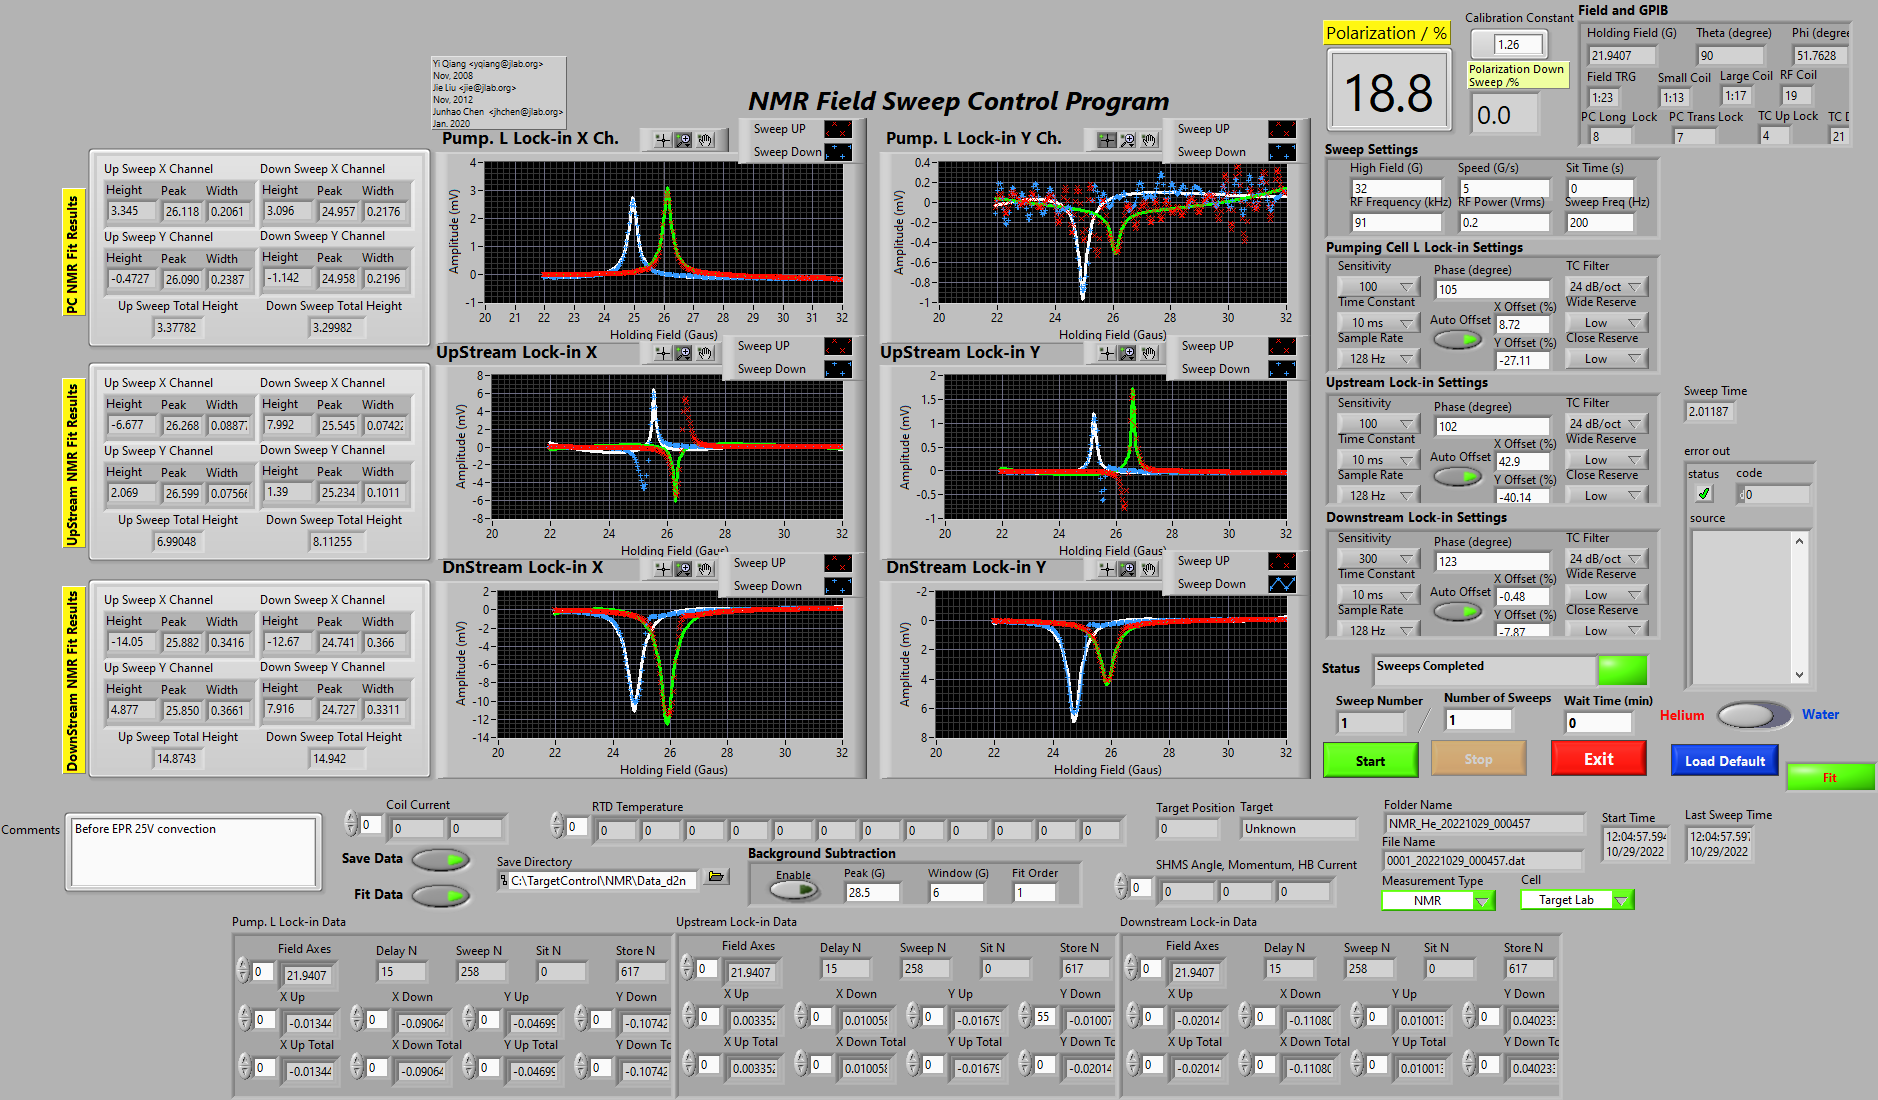 Yi Qiang <yqiang@jlab.org>
Nov, 2008
Jie Liu <jie@jlab.org>
Nov, 2012
Junhao Chen <jhchen@jlab.org>
Jan. 2020
NMR Field Sweep Control Program
Polarization / %
18.8
Calibration Constant
1.26
Polarization Down
Sweep /%
0.0
Field and GPIB
Holding Field (G) Theta (degree) Phi (degree
21.9407 90 51.7628
Field TRG Small Coil Large Coil RF Coil
1:23 1:13 1:17 19
PC Long Lock PC Trans Lock TC Up Lock TC D
8 7 4 21
PC NMR Fit Results
Up Sweep X Channel Down Sweep X Channel
Height Peak Width Height Peak Width
3.345 26.118 0.2061 3.096 24.957 0.2176
Up Sweep Y Channel Down Sweep Y Channel
Height Peak Width Height Peak Width
-0.4727 26.090 0.2387 -1.142 24.958 0.2196
Up Sweep Total Height Down Sweep Total Height
3.37782 3.29982
UpStream NMR Fit Results
Up Sweep X Channel Down Sweep X Channel
Height Peak Width Height Peak Width
-6.677 26.268 0.08877 7.992 25.545 0.07422
Up Sweep Y Channel Down Sweep Y Channel
Height Peak Width Height Peak Width
2.069 26.599 0.07566 1.39 25.234 0.1011
Up Sweep Total Height Down Sweep Total Height
6.99048 8.11255
DownStream NMR Fit Results
Up Sweep X Channel Down Sweep X Channel
Height Peak Width Height Peak Width
-14.05 25.882 0.3416 -12.67 24.741 0.366
Up Sweep Y Channel Down Sweep Y Channel
Height Peak Width Height Peak Width
4.877 25.850 0.3661 7.916 24.727 0.3311
Up Sweep Total Height Down Sweep Total Height
14.8743 14.942
Pump. L Lock-in X Ch.
Sweep UP
Sweep Down
Amplitude (mV)
4
3
2
1
0
-1
20 21 22 23 24 25 26 27 28 29 30 31 32
Holding Field (Gaus)
Pump. L Lock-in Y Ch.
Sweep UP
Sweep Down
Amplitude (mV)
0.4
0.2
0
-0.2
-0.4
-0.6
-0.8
-1
20 22 24 26 28 30 32
Holding Field (Gaus)
UpStream Lock-in X
Sweep UP
Sweep Down
Amplitude (mV)
8
6
4
2
0
-2
-4
-6
-8
20 22 24 26 28 30 32
Holding Field (Gaus)
UpStream Lock-in Y
Sweep UP
Sweep Down
Amplitude (mV)
2
1.5
1
0.5
0
-0.5
-1
20 22 24 26 28 30 32
Holding Field (Gaus)
DnStream Lock-in X
Sweep UP
Sweep Down
Amplitude (mV)
2
0
-2
-4
-6
-8
-10
-12
-14
20 22 24 26 28 30 32
Holding Field (Gaus)
DnStream Lock-in Y
Sweep UP
Sweep Down
Amplitude (mV)
-2
0
2
4
6
8
20 22 24 26 28 30 32
Holding Field (Gaus)
Sweep Settings
High Field (G) Speed (G/s) Sit Time (s)
32 5 0
RF Frequency (kHz) RF Power (Vrms) Sweep Freq (Hz)
91 0.2 200
Pumping Cell L Lock-in Settings
Sensitivity Phase (degree) TC Filter
100 105 24 dB/oct
Time Constant X Offset (%) Wide Reserve
10 ms Auto Offset 8.72 Low
Sample Rate Y Offset (%) Close Reserve
128 Hz -27.11 Low
Upstream Lock-in Settings
Sensitivity Phase (degree) TC Filter
100 102 24 dB/oct
Time Constant X Offset (%) Wide Reserve
10 ms Auto Offset 42.9 Low
Sample Rate Y Offset (%) Close Reserve
128 Hz -40.14 Low
Downstream Lock-in Settings
Sensitivity Phase (degree) TC Filter
300 123 24 dB/oct
Time Constant X Offset (%) Wide Reserve
10 ms Auto Offset -0.48 Low
Sample Rate Y Offset (%) Close Reserve
128 Hz -7.87 Low
Sweep Time
2.01187
error out
status code
0
source
Status Sweeps Completed
Sweep Number Number of Sweeps Wait Time (min)
1 / 1 0
Helium Water
Start Stop Exit Load Default Fit
Comments Before EPR 25V convection
Coil Current
0 0 0
Save Data
Fit Data
RTD Temperature
0 0 0 0 0 0 0 0 0 0 0 0 0
Save Directory
C:\TargetControl\NMR\Data_d2n
Background Subtraction
Enable Peak (G) Window (G) Fit Order
28.5 6 1
Target Position Target
0 Unknown
SHMS Angle, Momentum, HB Current
0 0 0 0
Folder Name
NMR_He_20221029_000457
File Name
0001_20221029_000457.dat
Measurement Type Cell
NMR Target Lab
Start Time
12:04:57.594
10/29/2022
Last Sweep Time
12:04:57.597
10/29/2022
Pump. L Lock-in Data
Field Axes Delay N Sweep N Sit N Store N
0 21.9407 15 258 0 617
X Up X Down Y Up Y Down
0 -0.01344 0 -0.09064 0 -0.04699 0 -0.10742
X Up Total X Down Total Y Up Total Y Down To
0 -0.01344 0 -0.09064 0 -0.04699 0 -0.10742
Upstream Lock-in Data
Field Axes Delay N Sweep N Sit N Store N
0 21.9407 15 258 0 617
X Up X Down Y Up Y Down
0 0.003352 0 0.010058 0 -0.01679 55 -0.01007
X Up Total X Down Total Y Up Total Y Down To
0 0.003352 0 0.010058 0 -0.01679 0 -0.02014
Downstream Lock-in Data
Field Axes Delay N Sweep N Sit N Store N
0 21.9407 15 258 0 617
X Up X Down Y Up Y Down
0 -0.02014 0 -0.11080 0 0.010013 0 0.040233
X Up Total X Down Total Y Up Total Y Down To
0 -0.02014 0 -0.11080 0 0.010013 0 0.040233